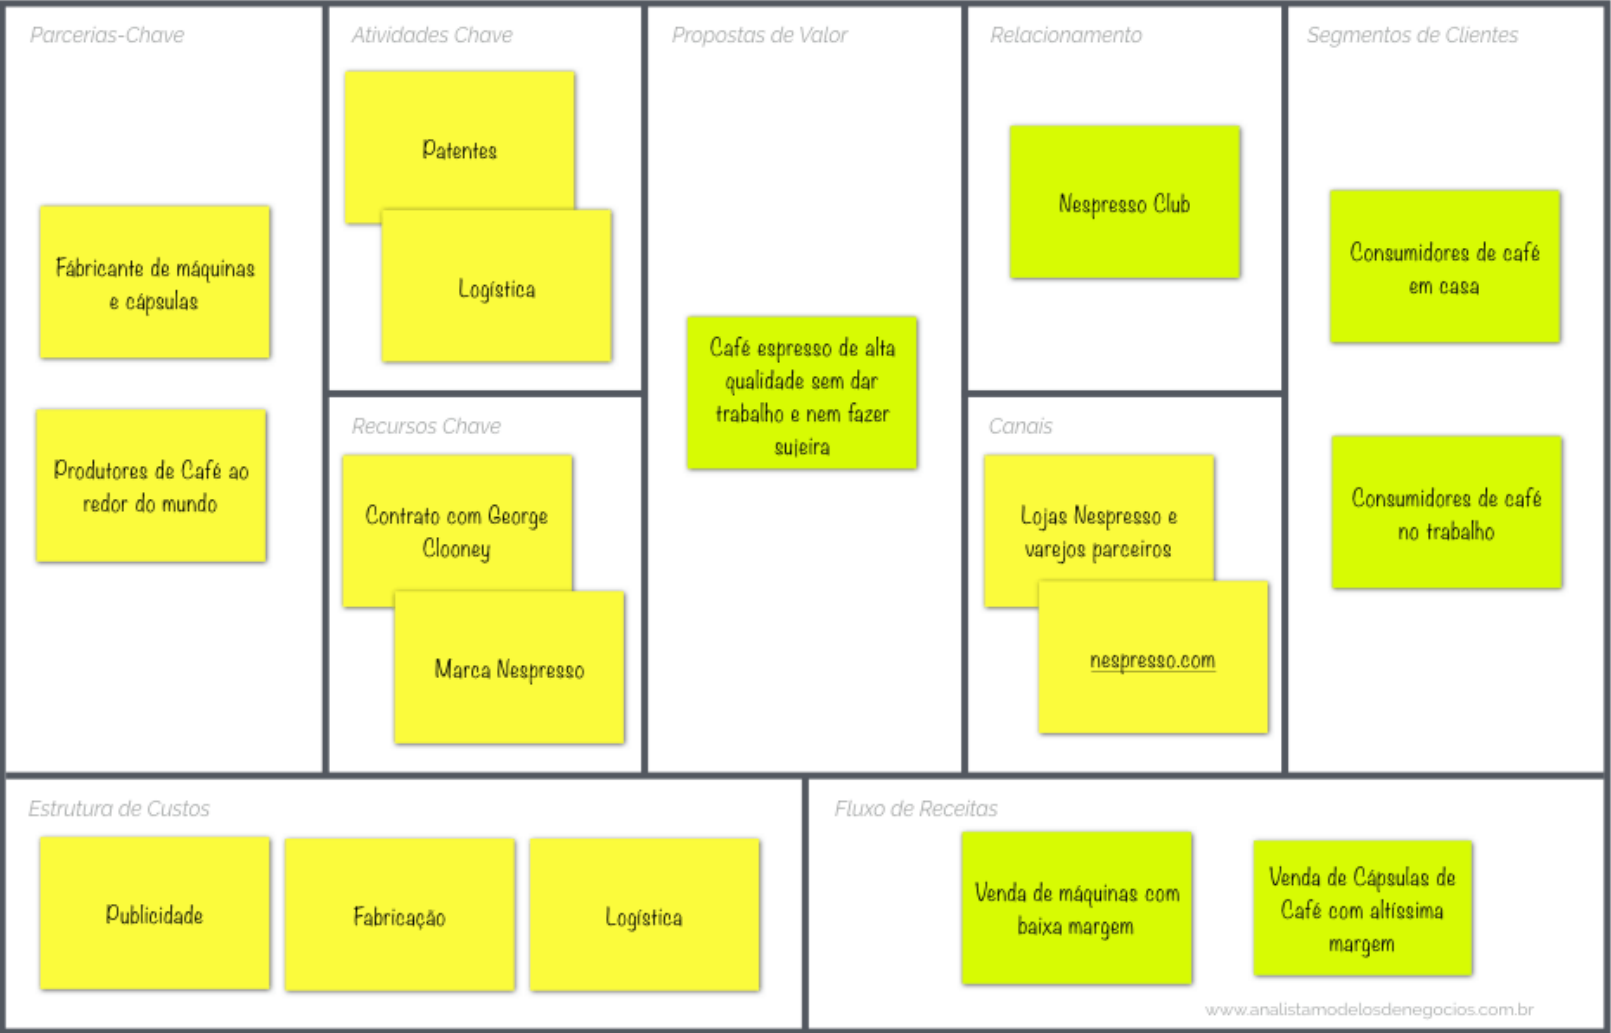 Parcerias-Chave
Fábricante de máquinas
e cápsulas
Produtores de Café ao
redor do mundo
Atividades Chave
Patentes
Logística
Recursos Chave
Contrato com George
Clooney
Marca Nespresso
Propostas de Valor
Café espresso de alta
qualidade sem dar
trabalho e nem fazer
sujeira
Relacionamento
Nespresso Club
Canais
Lojas Nespresso e
varejos parceiros
nespresso.com
Segmentos de Clientes
Consumidores de café
em casa
Consumidores de café
no trabalho
Estrutura de Custos
Publicidade
Fabricação
Logística
Fluxo de Receitas
Venda de máquinas com
baixa margem
Venda de Cápsulas de
Café com altíssima
margem
www.analistamodelosdenegocios.com.br